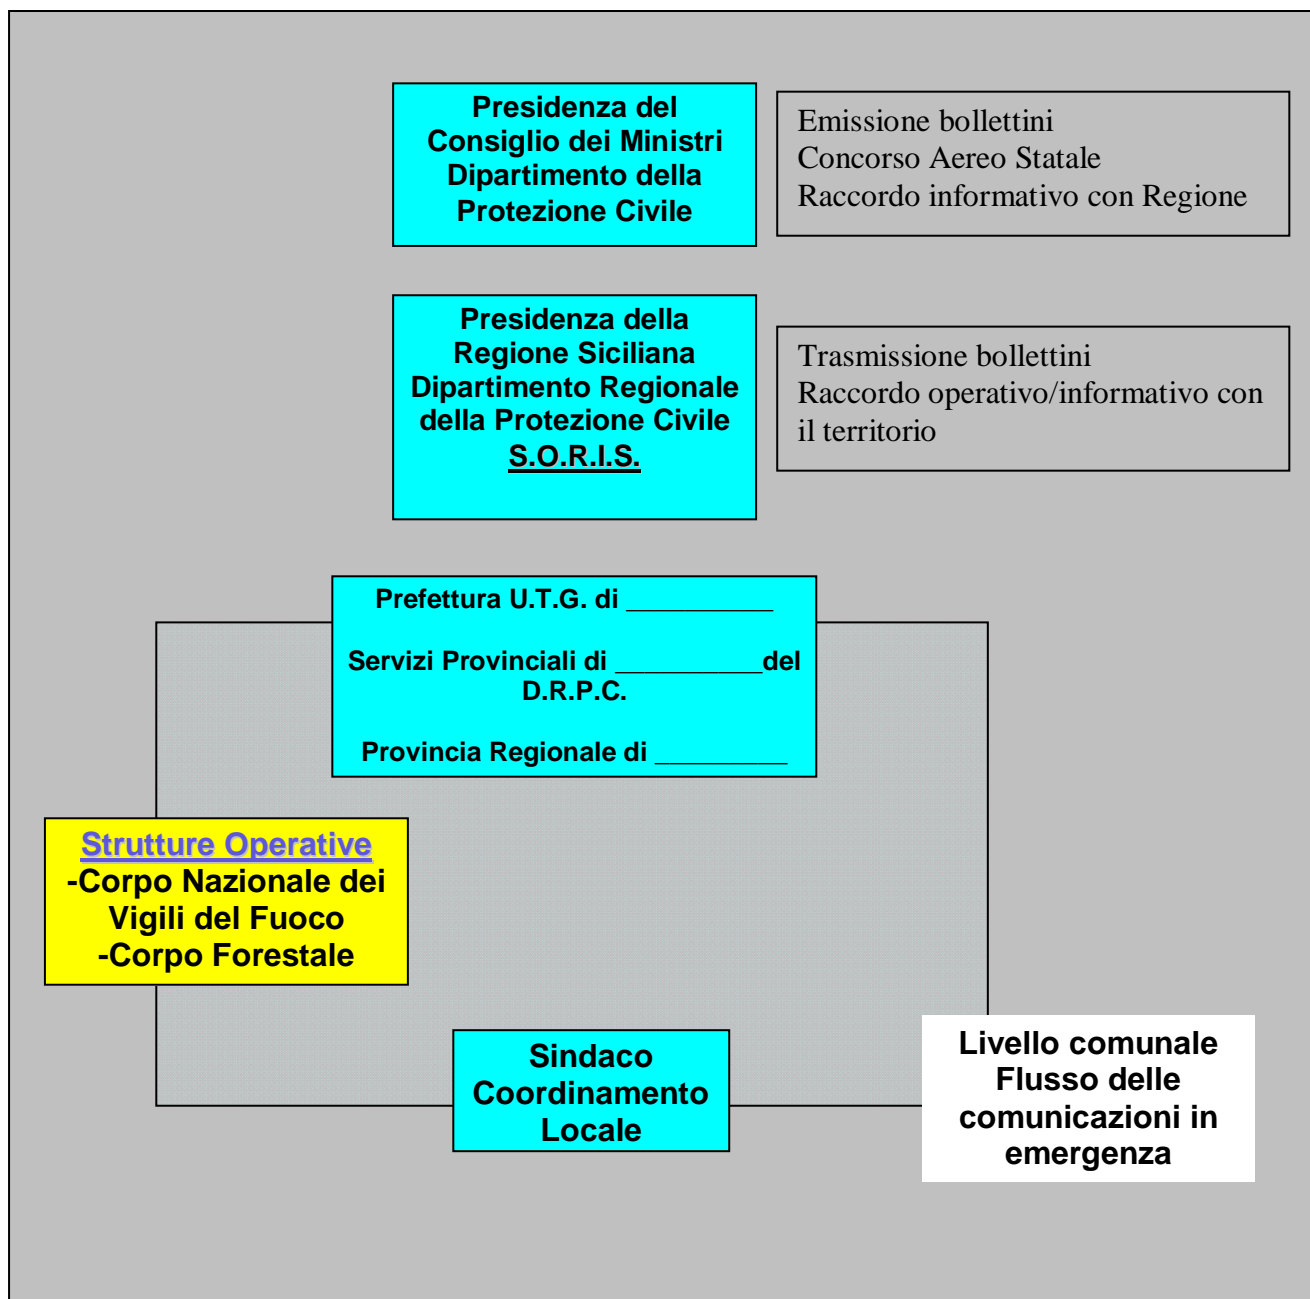 Presidenza del
Consiglio dei Ministri
Dipartimento della
Protezione Civile
Emissione bollettini
Concorso Aereo Statale
Raccordo informativo con Regione
Presidenza della
Regione Siciliana
Dipartimento Regionale
della Protezione Civile
S.O.R.I.S.
Trasmissione bollettini
Raccordo operativo/informativo con
il territorio
Prefettura U.T.G. di __________
Servizi Provinciali di __________del
D.R.P.C.
Provincia Regionale di _________
Strutture Operative
-Corpo Nazionale dei
Vigili del Fuoco
-Corpo Forestale
Sindaco
Coordinamento
Locale
Livello comunale
Flusso delle
comunicazioni in
emergenza